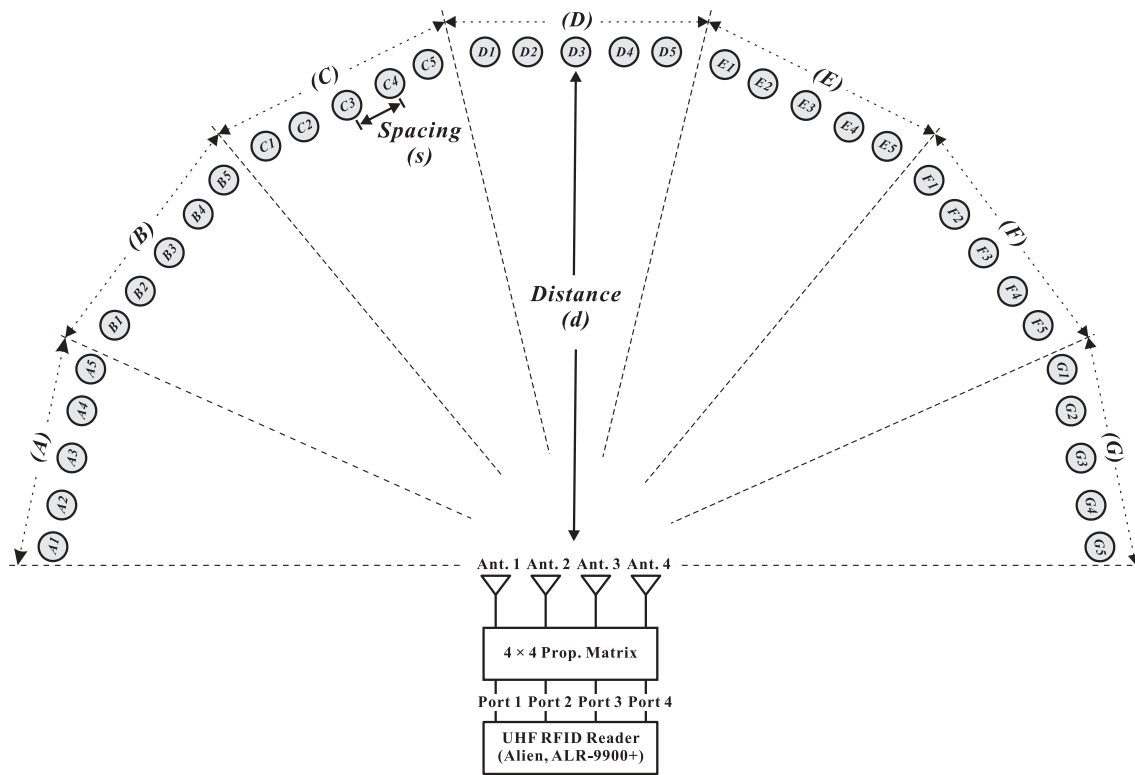 (D)
D1 D2 D3 D4 D5
(C)
C1 C2 C3 C4 C5
Spacing
(s)
(E)
E1 E2 E3 E4 E5
(B)
B1 B2 B3 B4 B5
(F)
F1 F2 F3 F4 F5
Distance
(d)
(A)
A1 A2 A3 A4 A5
(G)
G1 G2 G3 G4 G5
Ant. 1 Ant. 2 Ant. 3 Ant. 4
4 × 4 Prop. Matrix
Port 1 Port 2 Port 3 Port 4
UHF RFID Reader
(Alien, ALR-9900+)